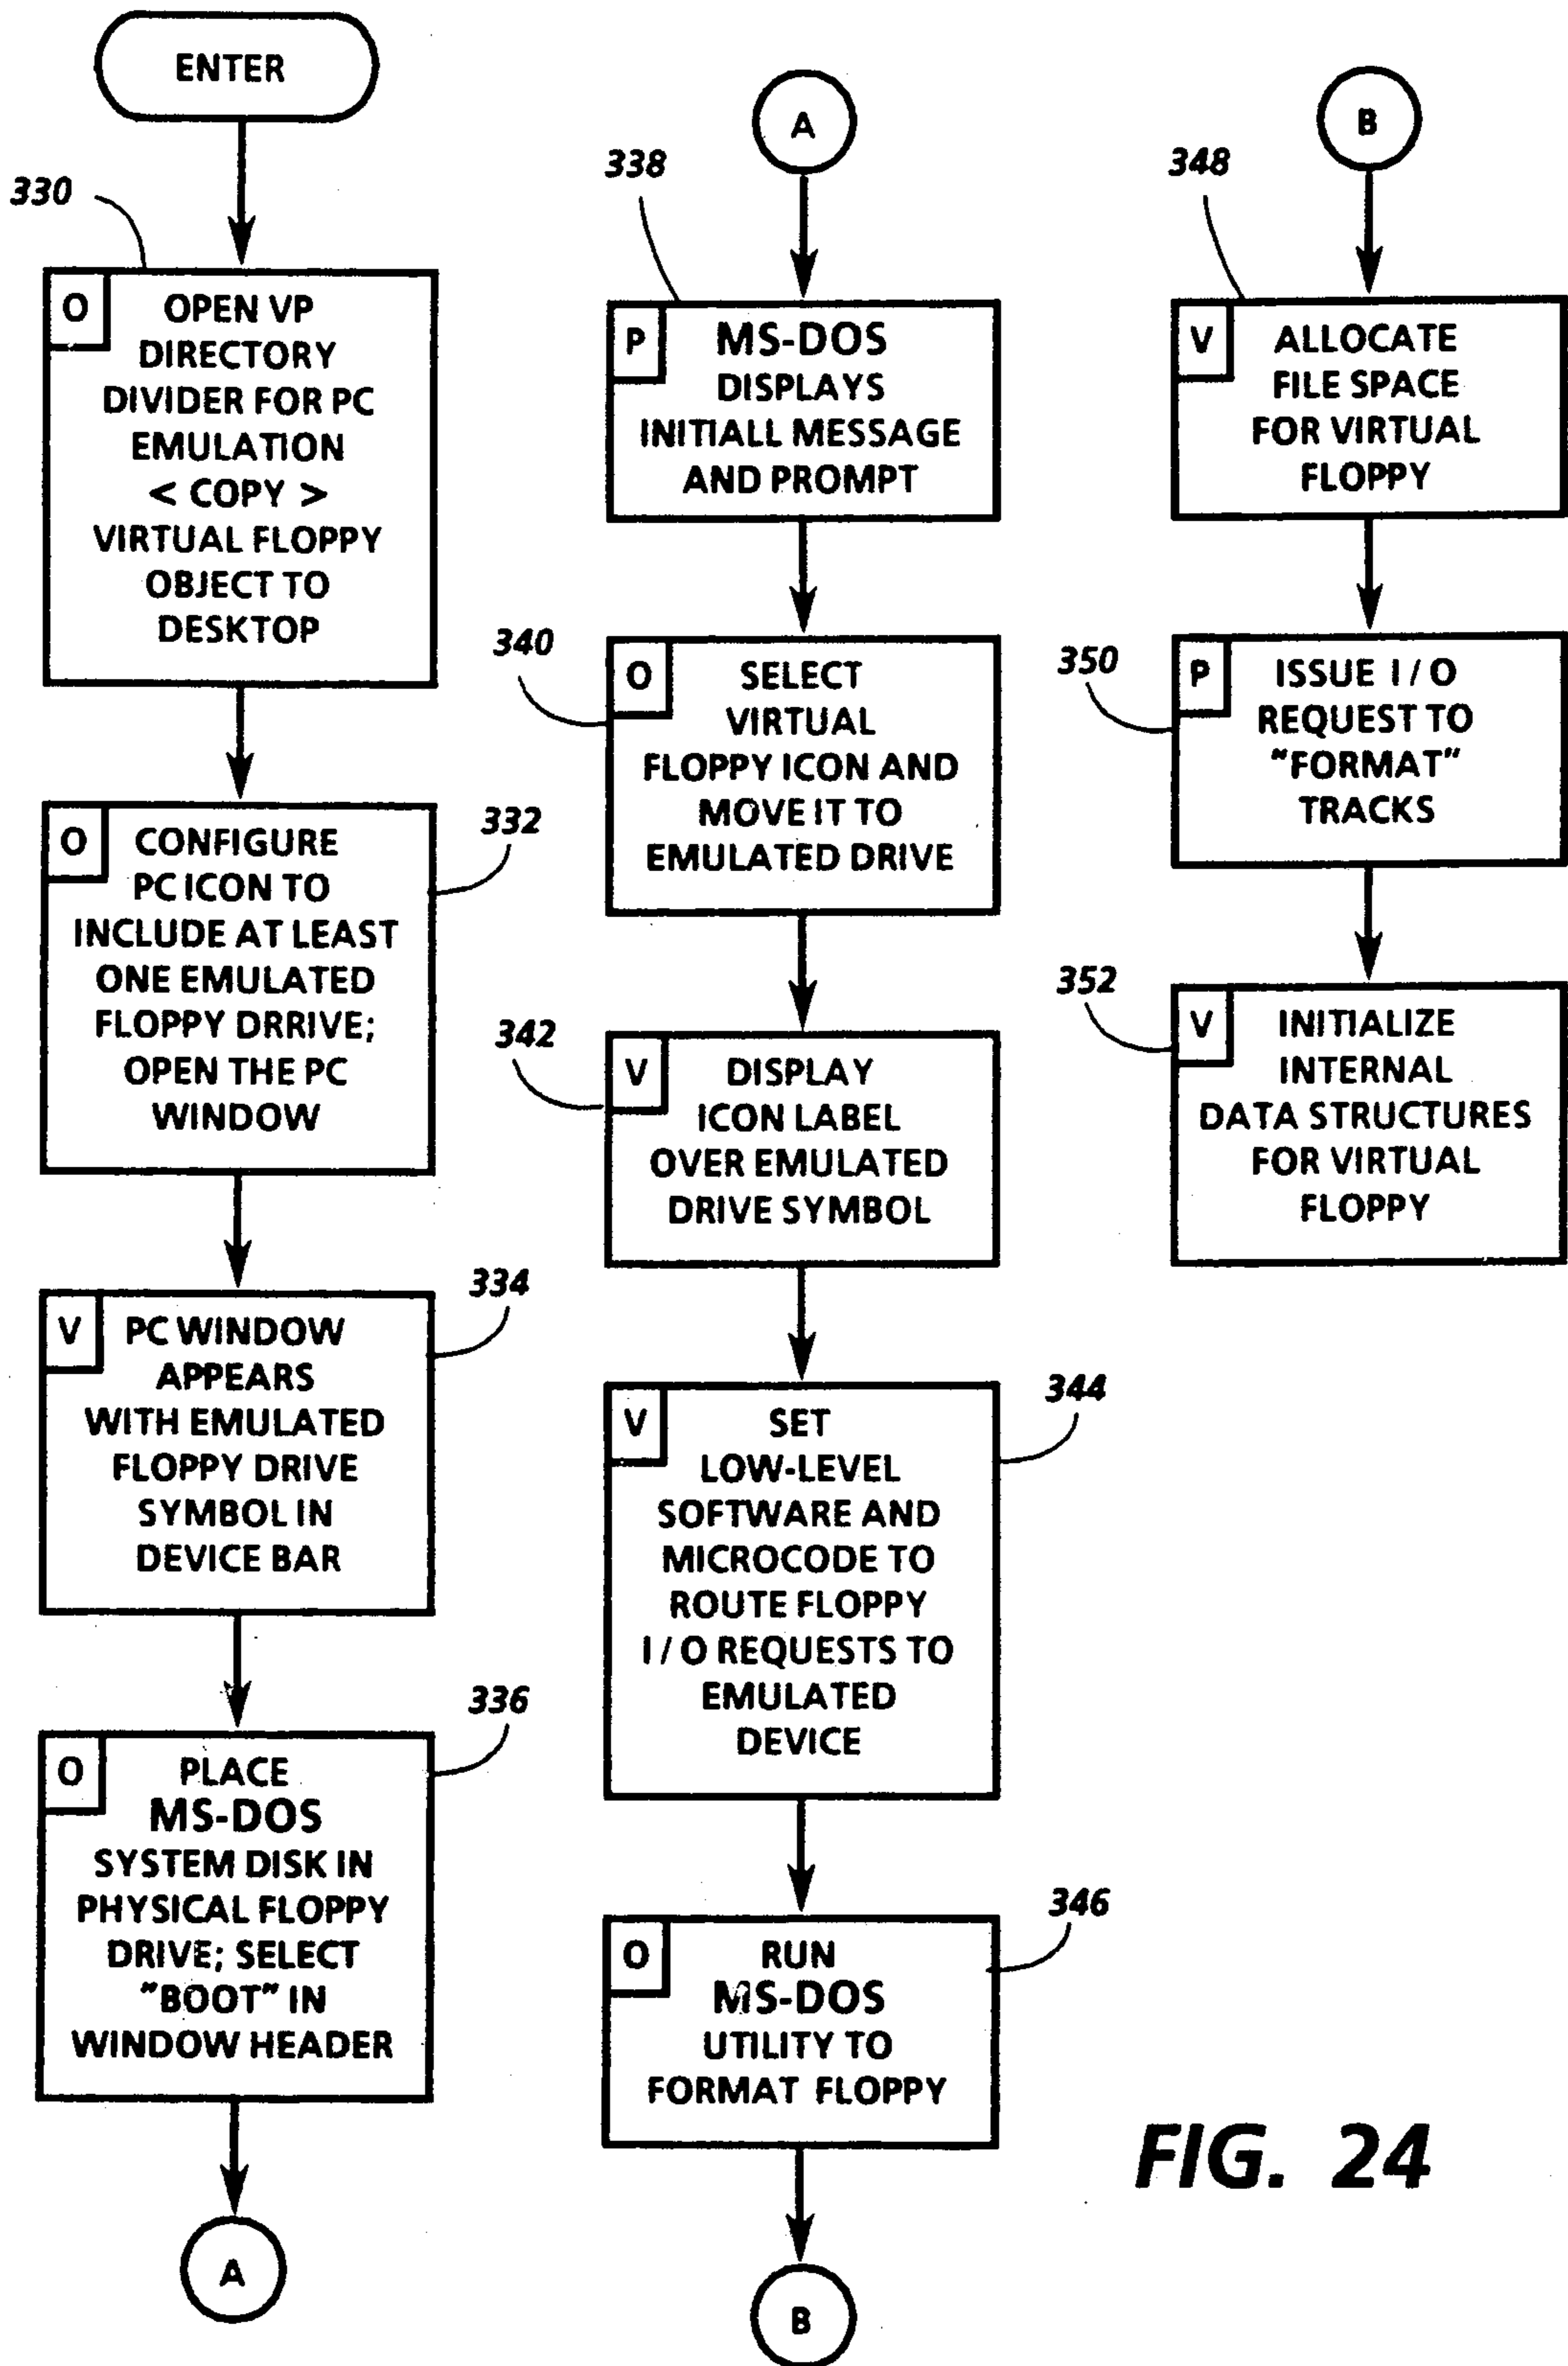 ENTER
330
O
OPEN VP
DIRECTORY
DIVIDER FOR PC
EMULATION
< COPY >
VIRTUAL FLOPPY
OBJECT TO
DESKTOP
332
O
CONFIGURE
PC ICON TO
INCLUDE AT LEAST
ONE EMULATED
FLOPPY DRRIVE;
OPEN THE PC
WINDOW
334
V
PC WINDOW
APPEARS
WITH EMULATED
FLOPPY DRIVE
SYMBOL IN
DEVICE BAR
336
O
PLACE
MS-DOS
SYSTEM DISK IN
PHYSICAL FLOPPY
DRIVE; SELECT
"BOOT" IN
WINDOW HEADER
A
A
338
P
MS-DOS
DISPLAYS
INITIALL MESSAGE
AND PROMPT
340
O
SELECT
VIRTUAL
FLOPPY ICON AND
MOVE IT TO
EMULATED DRIVE
342
V
DISPLAY
ICON LABEL
OVER EMULATED
DRIVE SYMBOL
344
V
SET
LOW-LEVEL
SOFTWARE AND
MICROCODE TO
ROUTE FLOPPY
I / O REQUESTS TO
EMULATED
DEVICE
346
O
RUN
MS-DOS
UTILITY TO
FORMAT FLOPPY
B
B
348
V
ALLOCATE
FILE SPACE
FOR VIRTUAL
FLOPPY
350
P
ISSUE I / O
REQUEST TO
"FORMAT"
TRACKS
352
V
INITIALIZE
INTERNAL
DATA STRUCTURES
FOR VIRTUAL
FLOPPY
FIG. 24